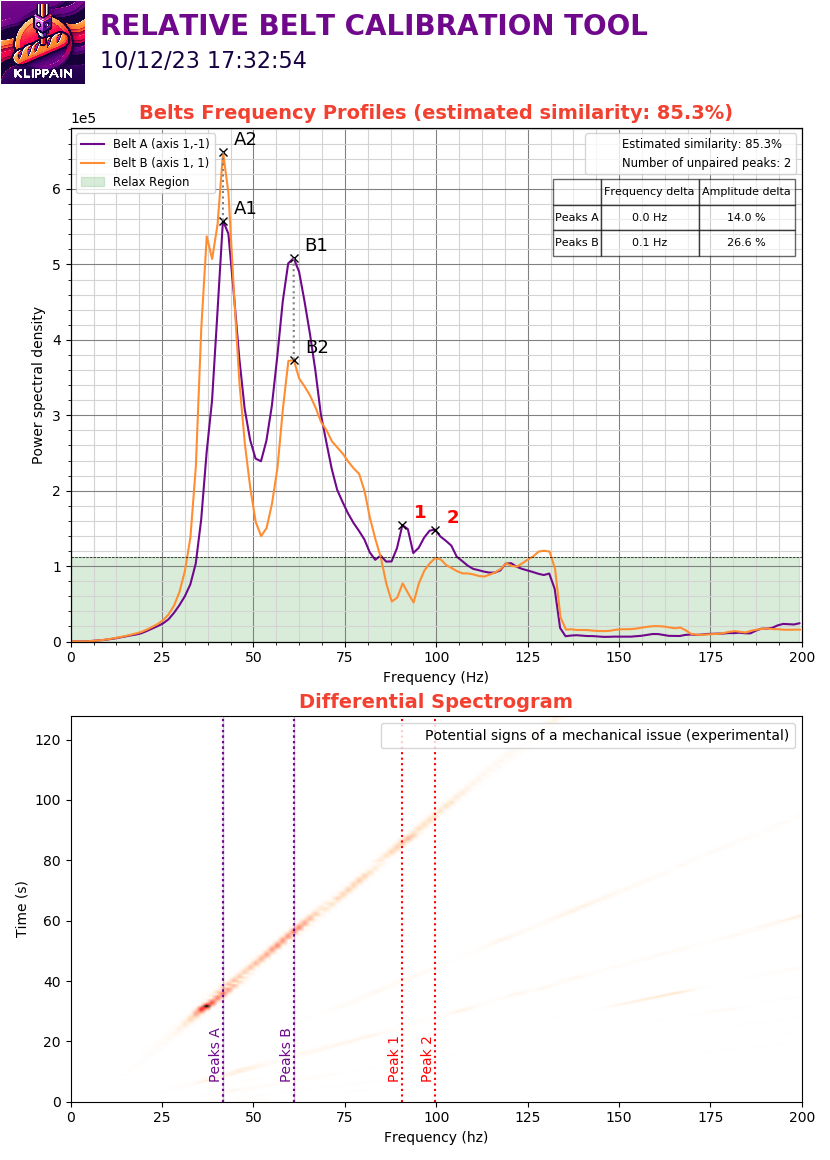 KLIPPAIN
RELATIVE BELT CALIBRATION TOOL
10/12/23 17:32:54
Belts Frequency Profiles (estimated similarity: 85.3%)
1e5
Belt A (axis 1,-1)
Belt B (axis 1, 1)
Relax Region
A2
A1
B1
B2
1
2
Estimated similarity: 85.3%
Number of unpaired peaks: 2
Frequency delta Amplitude delta
Peaks A 0.0 Hz 14.0 %
Peaks B 0.1 Hz 26.6 %
Power spectral density
6
5
4
3
2
1
0
0 25 50 75 100 125 150 175 200
Frequency (Hz)
Differential Spectrogram
Potential signs of a mechanical issue (experimental)
Time (s)
120
100
80
60
40
20
0
Peaks A
Peaks B
Peak 1
Peak 2
0 25 50 75 100 125 150 175 200
Frequency (hz)